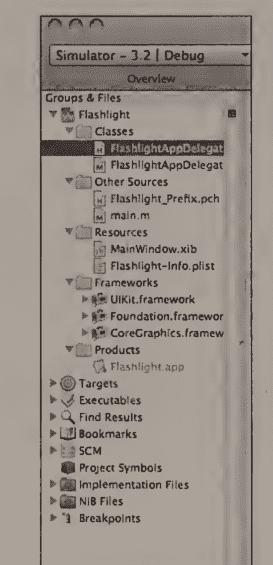 Simulator - 3.2 | Debug
Overview
Groups & Files
Flashlight
Classes
FlashlightAppDelegat
FlashlightAppDelegat
Other Sources
Flashlight_Prefix.pch
main.m
Resources
MainWindow.xib
Flashlight-Info.plist
Frameworks
UIKit.framework
Foundation.framewor
CoreGraphics.framew
Products
Flashlight.app
Targets
Executables
Find Results
Bookmarks
SCM
Project Symbols
Implementation Files
NIB Files
Breakpoints